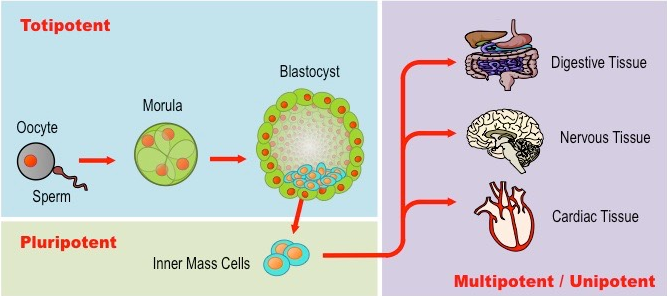 Totipotent
Blastocyst
Morula
Oocyte
Sperm
Pluripotent
Inner Mass Cells
Digestive Tissue
Nervous Tissue
Cardiac Tissue
Multipotent / Unipotent